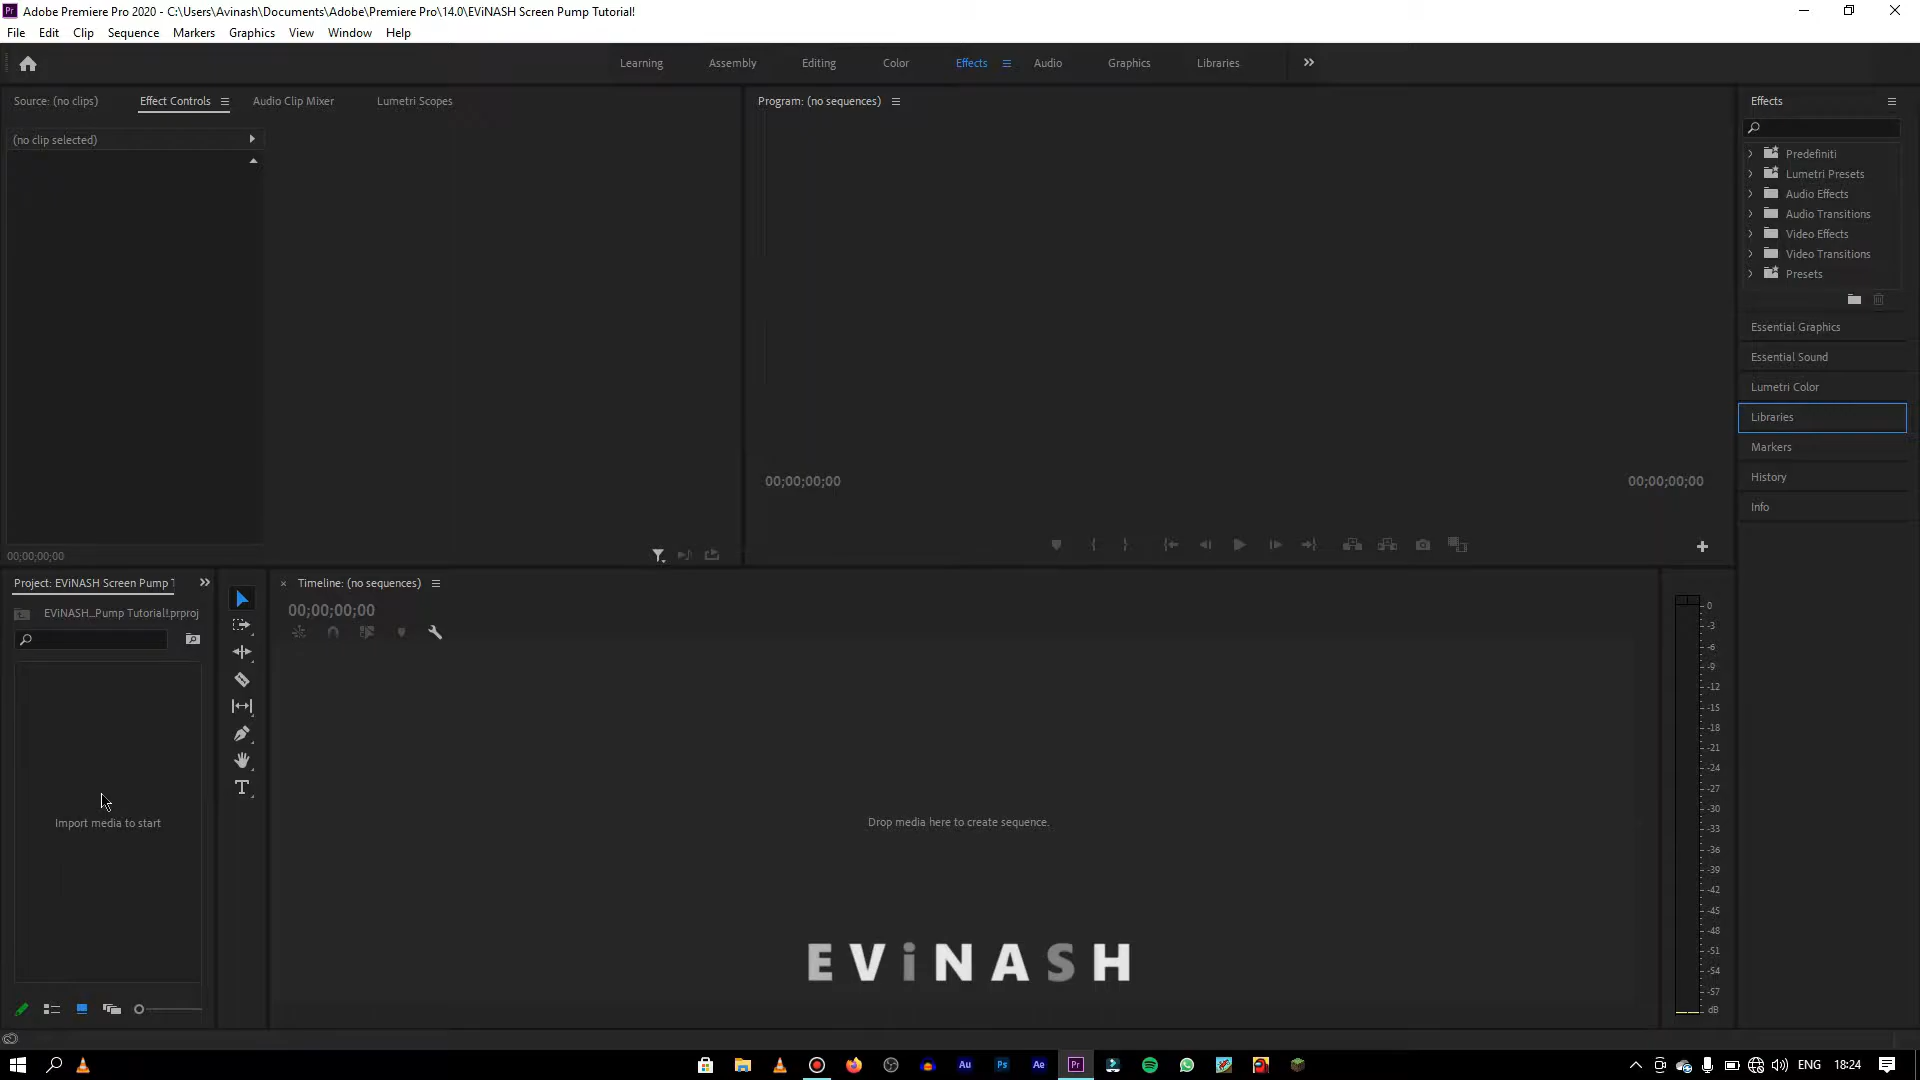 Adobe Premiere Pro 2020 - C:\Users\Avinash\Documents\Adobe\Premiere Pro\14.0\EViNASH Screen Pump Tutorial!
File Edit Clip Sequence Markers Graphics View Window Help
Learning Assembly Editing Color Effects Audio Graphics Libraries
Source: (no clips) Effect Controls Audio Clip Mixer Lumetri Scopes
Program: (no sequences)
Effects
(no clip selected)
Predefiniti
Lumetri Presets
Audio Effects
Audio Transitions
Video Effects
Video Transitions
Presets
Essential Graphics
Essential Sound
Lumetri Color
Libraries
Markers
History
Info
00;00;00;00 00;00;00;00
00;00;00;00
Project: EViNASH Screen Pump T
EViNASH_Pump Tutorial!.prproj
Import media to start
Timeline: (no sequences)
00;00;00;00
Drop media here to create sequence.
0
-3
-6
-9
-12
-15
-18
-21
-24
-27
-30
-33
-36
-39
-42
-45
-48
-51
-54
-57
dB
EViNASH
Au Ps Ae Pr
ENG 18:24